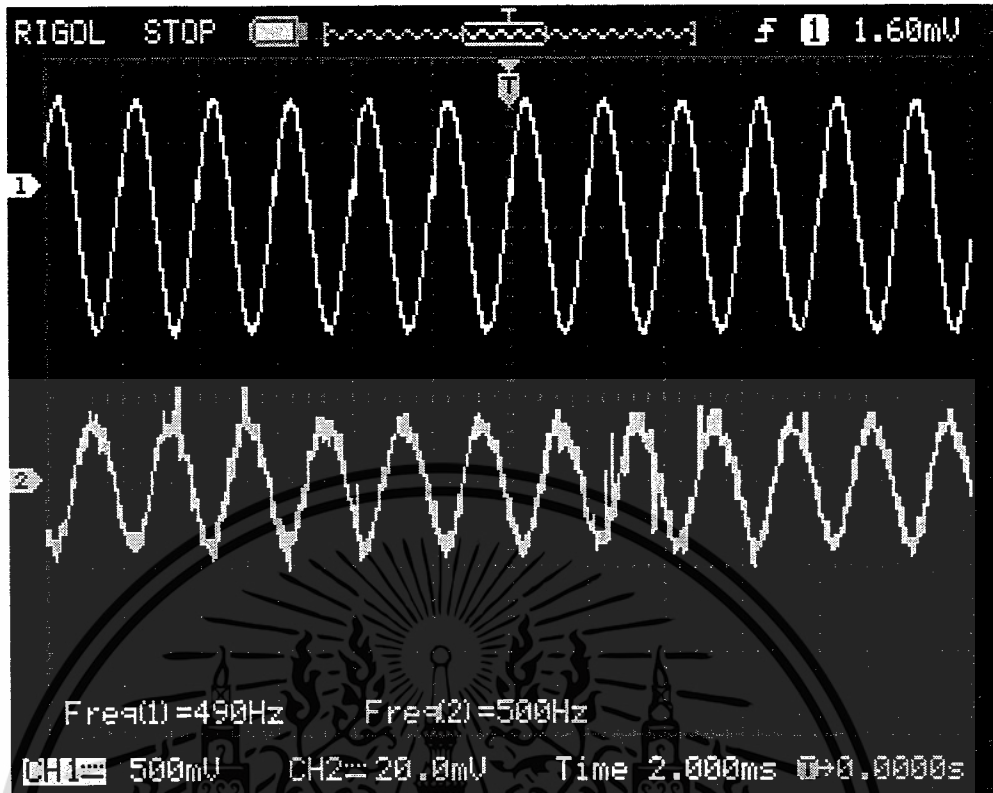 RIGOL STOP T 1 1.60mV
T
1
2
Freq(1)=490Hz Freq(2)=500Hz
CH1 500mV CH2 20.0mV Time 2.000ms T→0.0000s